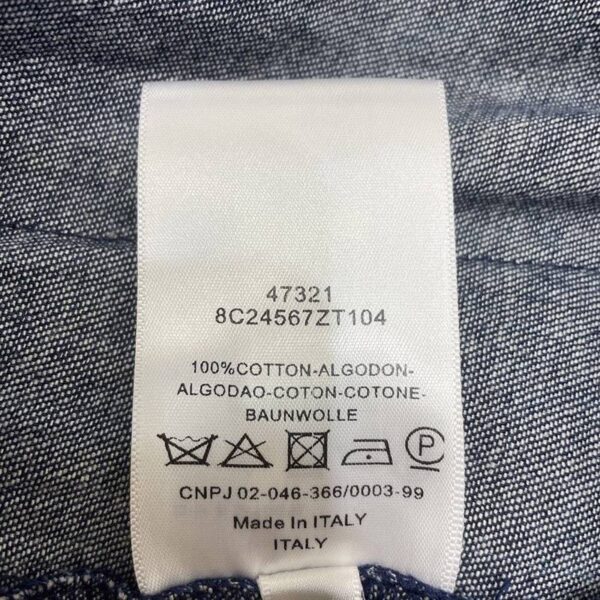 47321
8C24567ZT104
100%COTTON-ALGODON-
ALGODAO-COTON-COTONE-
BAUNWOLLE
P
CNPJ 02-046-366/0003-99
Made In ITALY
ITALY